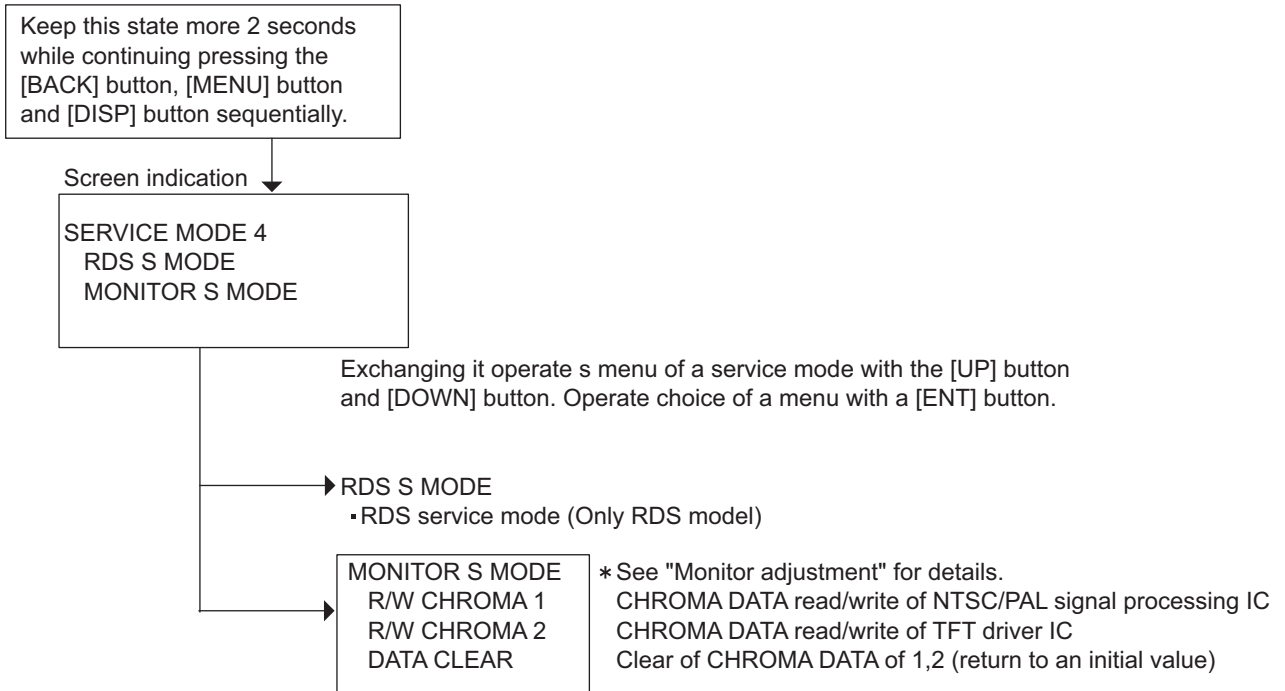 Keep this state more 2 seconds
while continuing pressing the
[BACK] button, [MENU] button
and [DISP] button sequentially.
Screen indication
SERVICE MODE 4
RDS S MODE
MONITOR S MODE
Exchanging it operate s menu of a service mode with the [UP] button
and [DOWN] button. Operate choice of a menu with a [ENT] button.
RDS S MODE
▪RDS service mode (Only RDS model)
MONITOR S MODE *See "Monitor adjustment" for details.
R/W CHROMA 1 CHROMA DATA read/write of NTSC/PAL signal processing IC
R/W CHROMA 2 CHROMA DATA read/write of TFT driver IC
DATA CLEAR Clear of CHROMA DATA of 1,2 (return to an initial value)